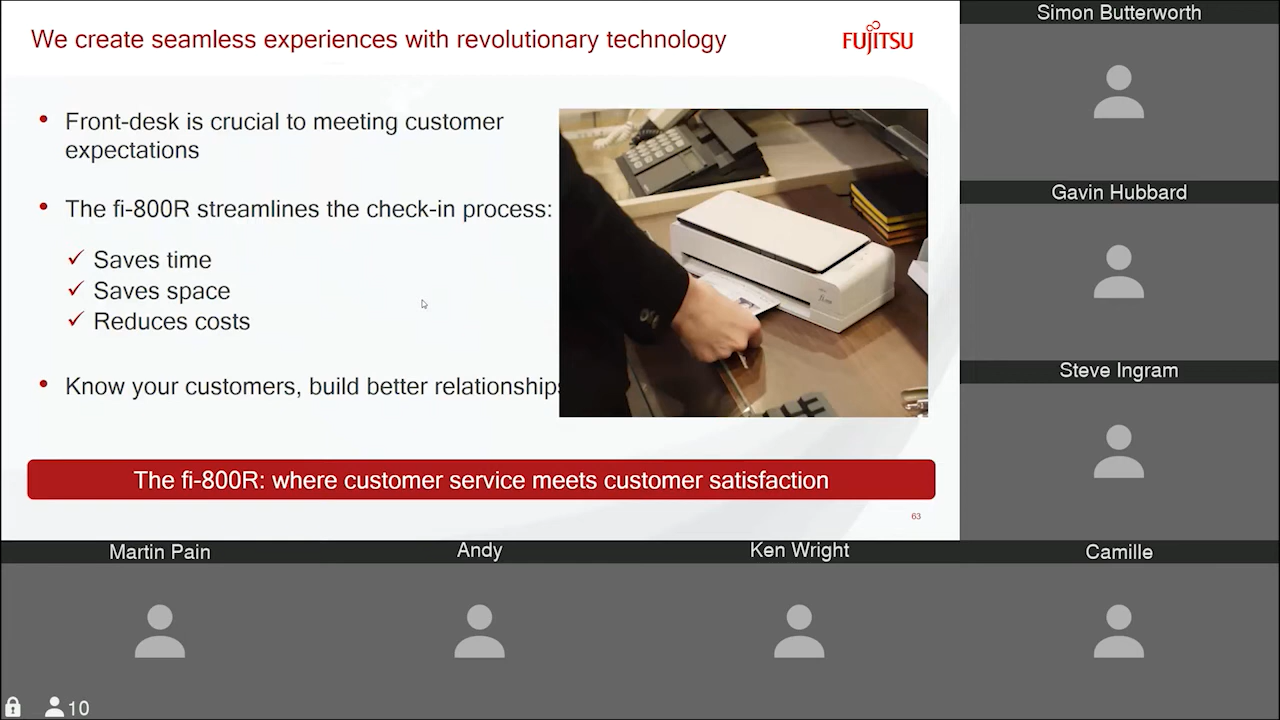 We create seamless experiences with revolutionary technology
FUJITSU
Front-desk is crucial to meeting customer
expectations
The fi-800R streamlines the check-in process:
Saves time
Saves space
Reduces costs
Know your customers, build better relationships
The fi-800R: where customer service meets customer satisfaction
63
Simon Butterworth
Gavin Hubbard
Steve Ingram
Martin Pain
Andy
Ken Wright
Camille
10